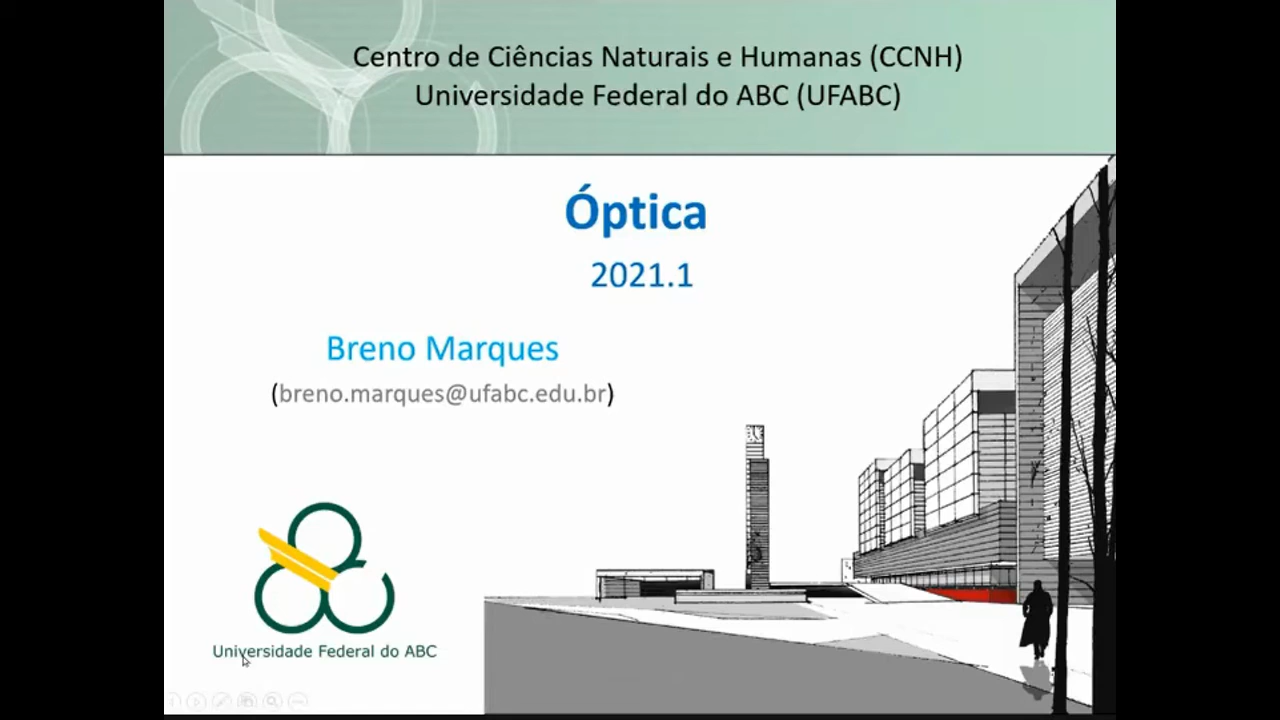 Centro de Ciências Naturais e Humanas (CCNH)
Universidade Federal do ABC (UFABC)
Óptica
2021.1
Breno Marques
(breno.marques@ufabc.edu.br)
Universidade Federal do ABC